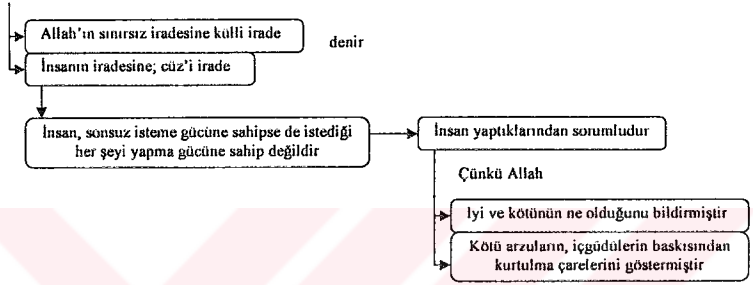 Allah'ın sınırsız iradesine külli irade
denir
İnsanın iradesine; cüz'i irade
İnsan, sonsuz isteme gücüne sahipse de istediği
her şeyi yapma gücüne sahip değildir
İnsan yaptıklarından sorumludur
Çünkü Allah
Iyi ve kötünün ne olduğunu bildirmiştir
Kötü arzuların, içgüdülerin baskısından
kurtulma çarelerini göstermiştir